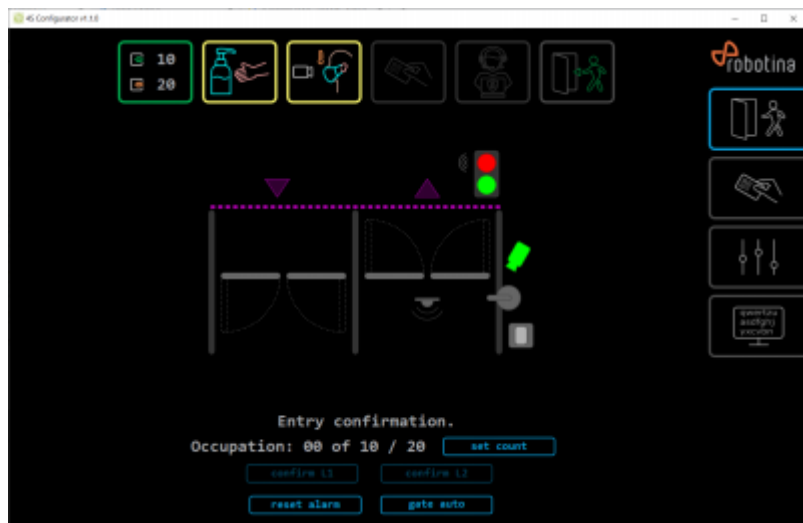 4S Configurator v1.3.0
10
20
robotina
Entry confirmation.
Occupation: 00 of 10 / 20
set count
confirm L1
confirm L2
reset alarm
gate auto